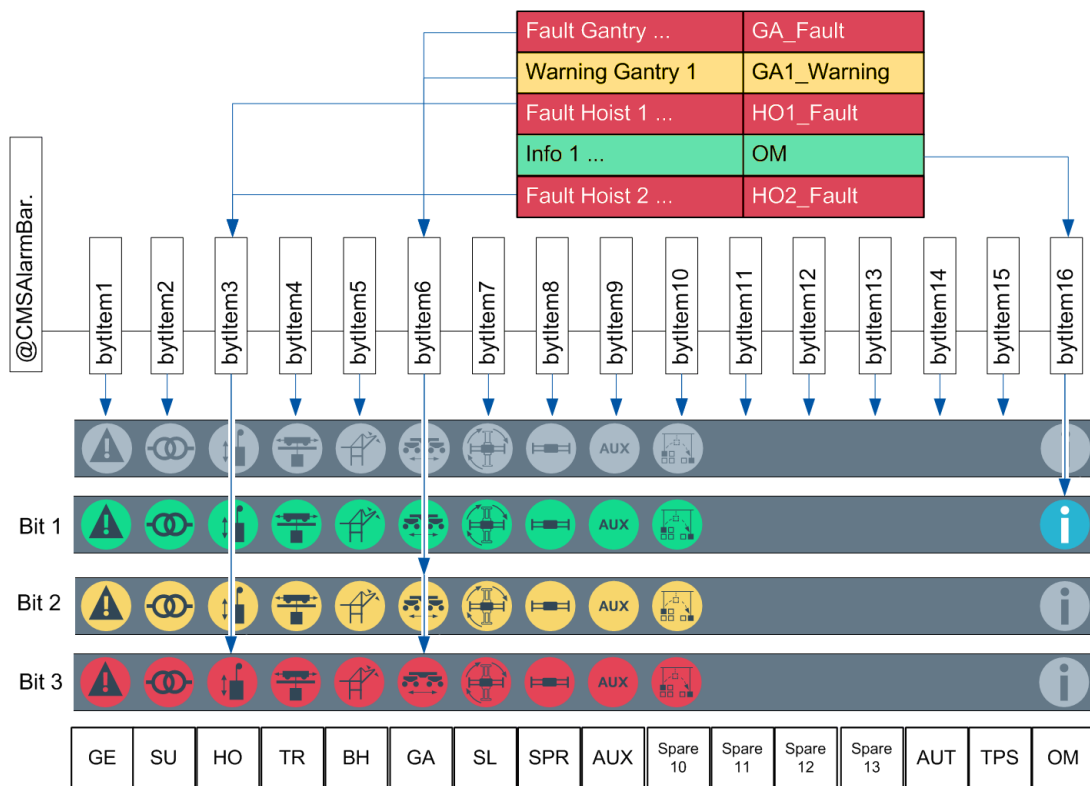 Fault Gantry ... GA_Fault
Warning Gantry 1 GA1_Warning
Fault Hoist 1 ... HO1_Fault
Info 1 ... OM
Fault Hoist 2 ... HO2_Fault
@CMSAlarmBar.
bytItem1
bytItem2
bytItem3
bytItem4
bytItem5
bytItem6
bytItem7
bytItem8
bytItem9
bytItem10
bytItem11
bytItem12
bytItem13
bytItem14
bytItem15
bytItem16
AUX
Bit 1 AUX i
Bit 2 AUX i
Bit 3 AUX i
GE SU HO TR BH GA SL SPR AUX Spare 10 Spare 11 Spare 12 Spare 13 AUT TPS OM